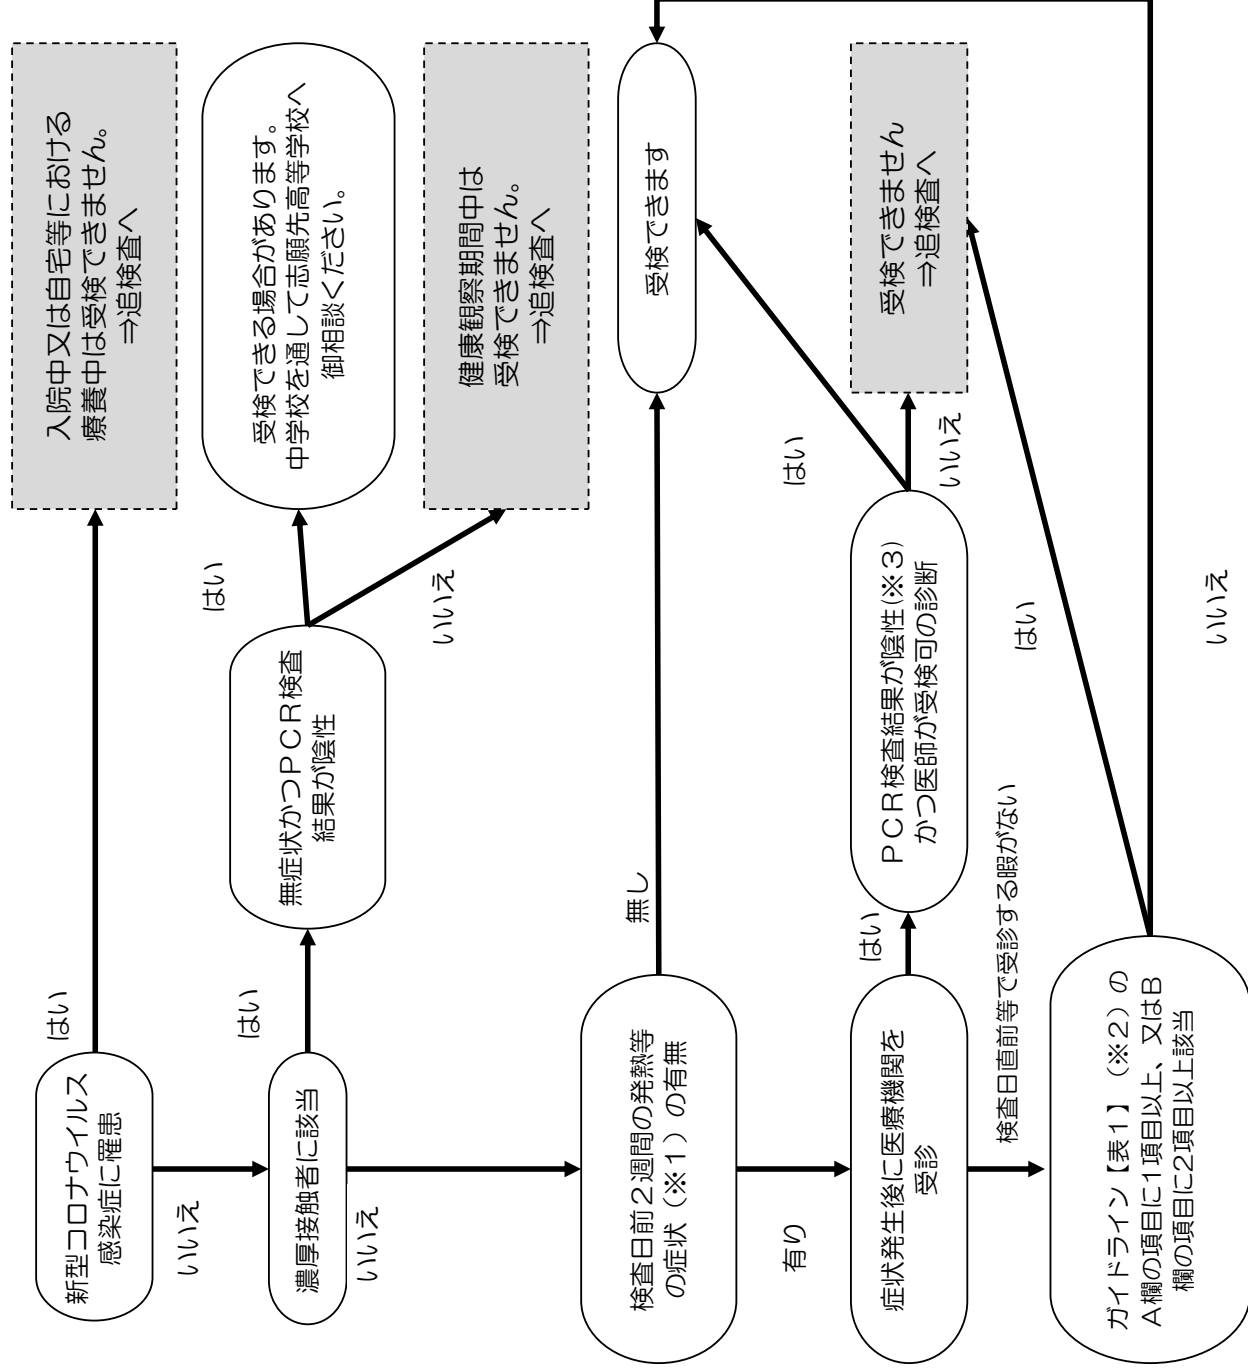 新型コロナウイルス
感染症に罹患
はい
入院中又は自宅等における
療養中は受検できません。
⇒追検査へ
いいえ
濃厚接触者に該当
はい
無症状かつPCR検査
結果が陰性
はい
受検できる場合があります。
中学校を通して志願先高等学校へ
御相談ください。
いいえ
健康観察期間中は
受検できません。
⇒追検査へ
いいえ
検査日前2週間の発熱等
の症状(※1)の有無
無し
受検できます
有り
症状発生後に医療機関を
受診
はい
PCR検査結果が陰性(※3)
かつ医師が受検可の診断
はい
いいえ
受検できません
⇒追検査へ
検査日直前等で受診する暇がない
ガイドライン【表1】(※2)の
A欄の項目に1項目以上、又はB
欄の項目に2項目以上該当
はい
いいえ